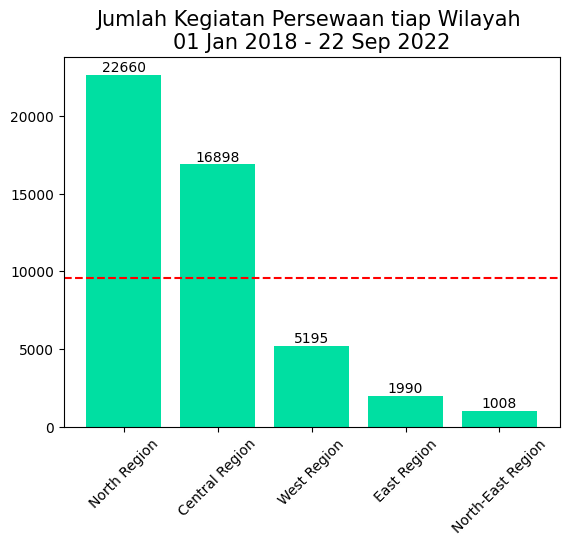 Jumlah Kegiatan Persewaan tiap Wilayah
01 Jan 2018 - 22 Sep 2022
22660
16898
5195
1990
1008
20000
15000
10000
5000
0
North Region
Central Region
West Region
East Region
North-East Region